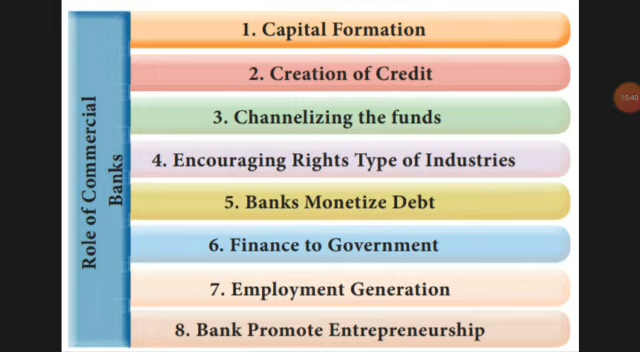 Role of Commercial
Banks
1. Capital Formation
2. Creation of Credit
3. Channelizing the funds
4. Encouraging Rights Type of Industries
5. Banks Monetize Debt
6. Finance to Government
7. Employment Generation
8. Bank Promote Entrepreneurship
15:40